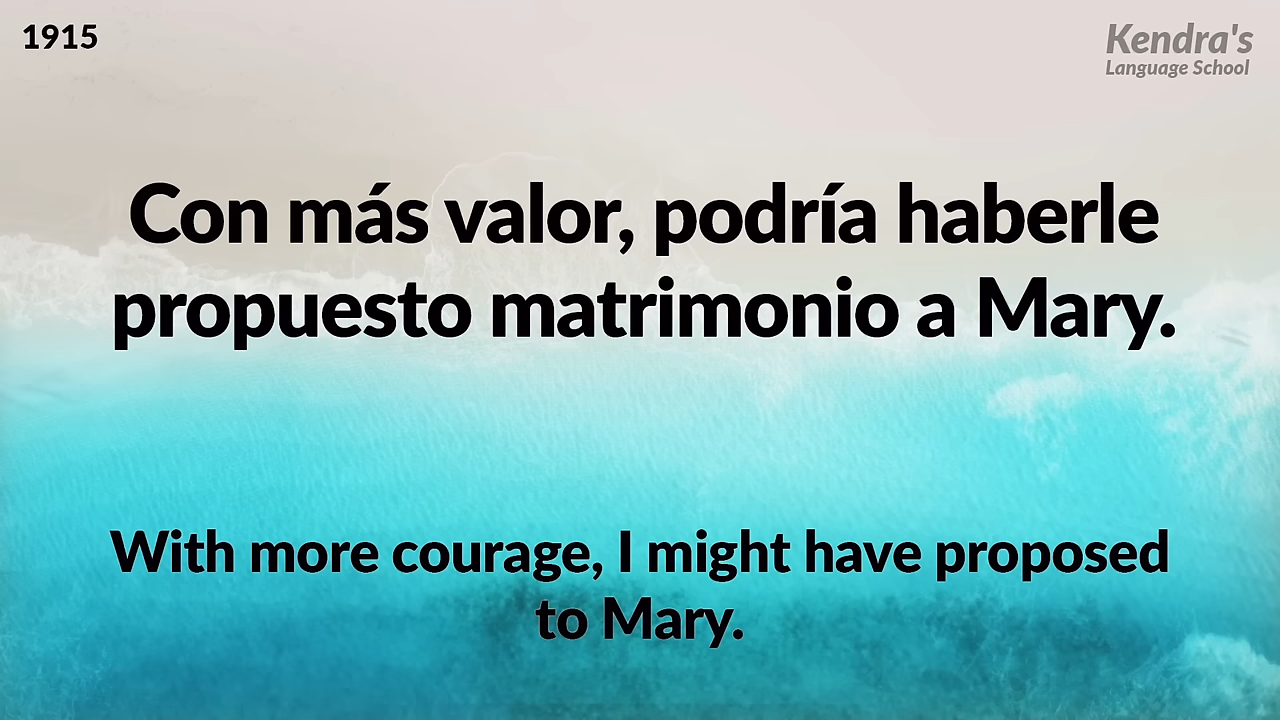 1915
Kendra's
Language School
Con más valor, podría haberle
propuesto matrimonio a Mary.
With more courage, I might have proposed
to Mary.